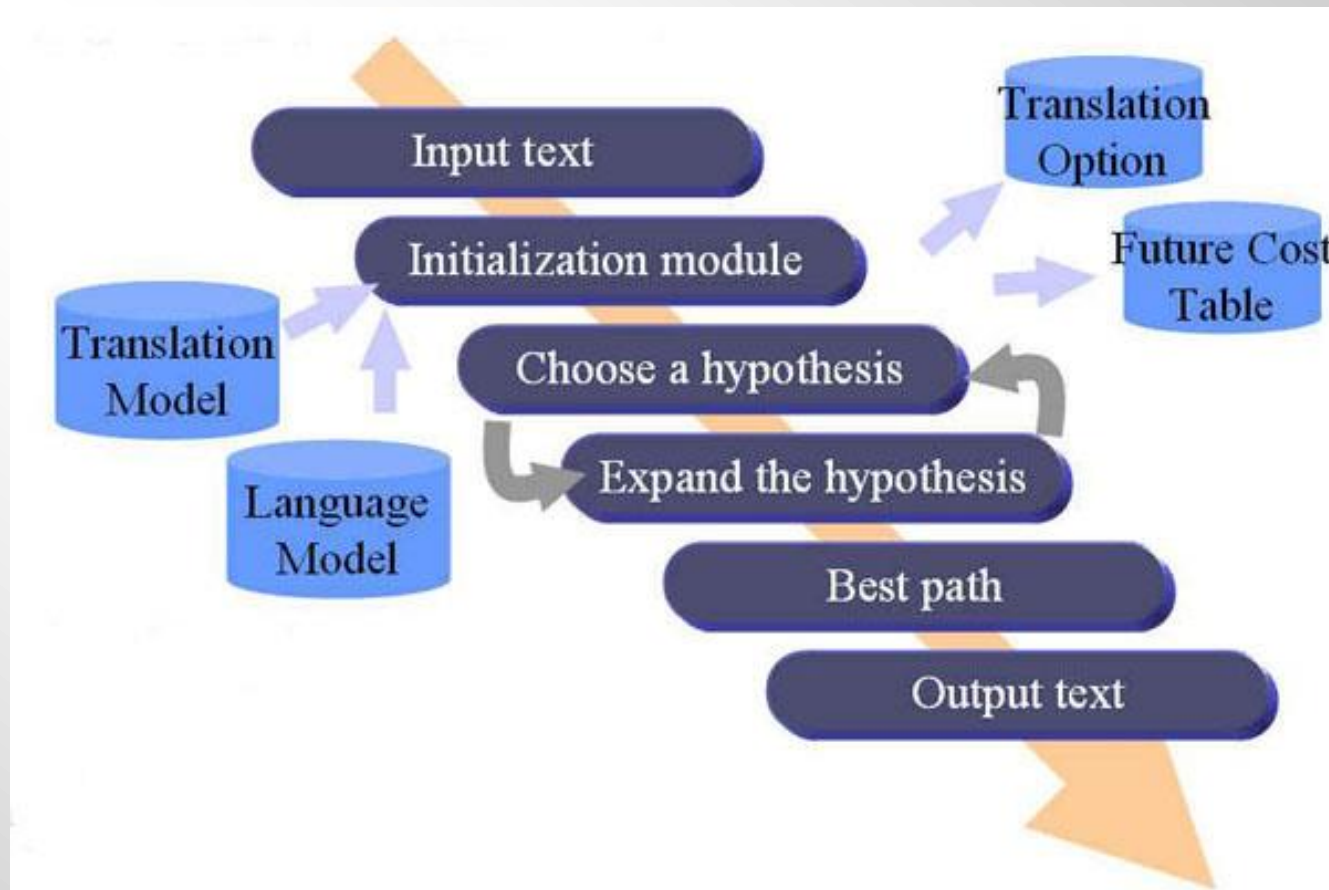 Input text
Translation
Option
Initialization module
Future Cost
Table
Translation
Model
Choose a hypothesis
Language
Model
Expand the hypothesis
Best path
Output text